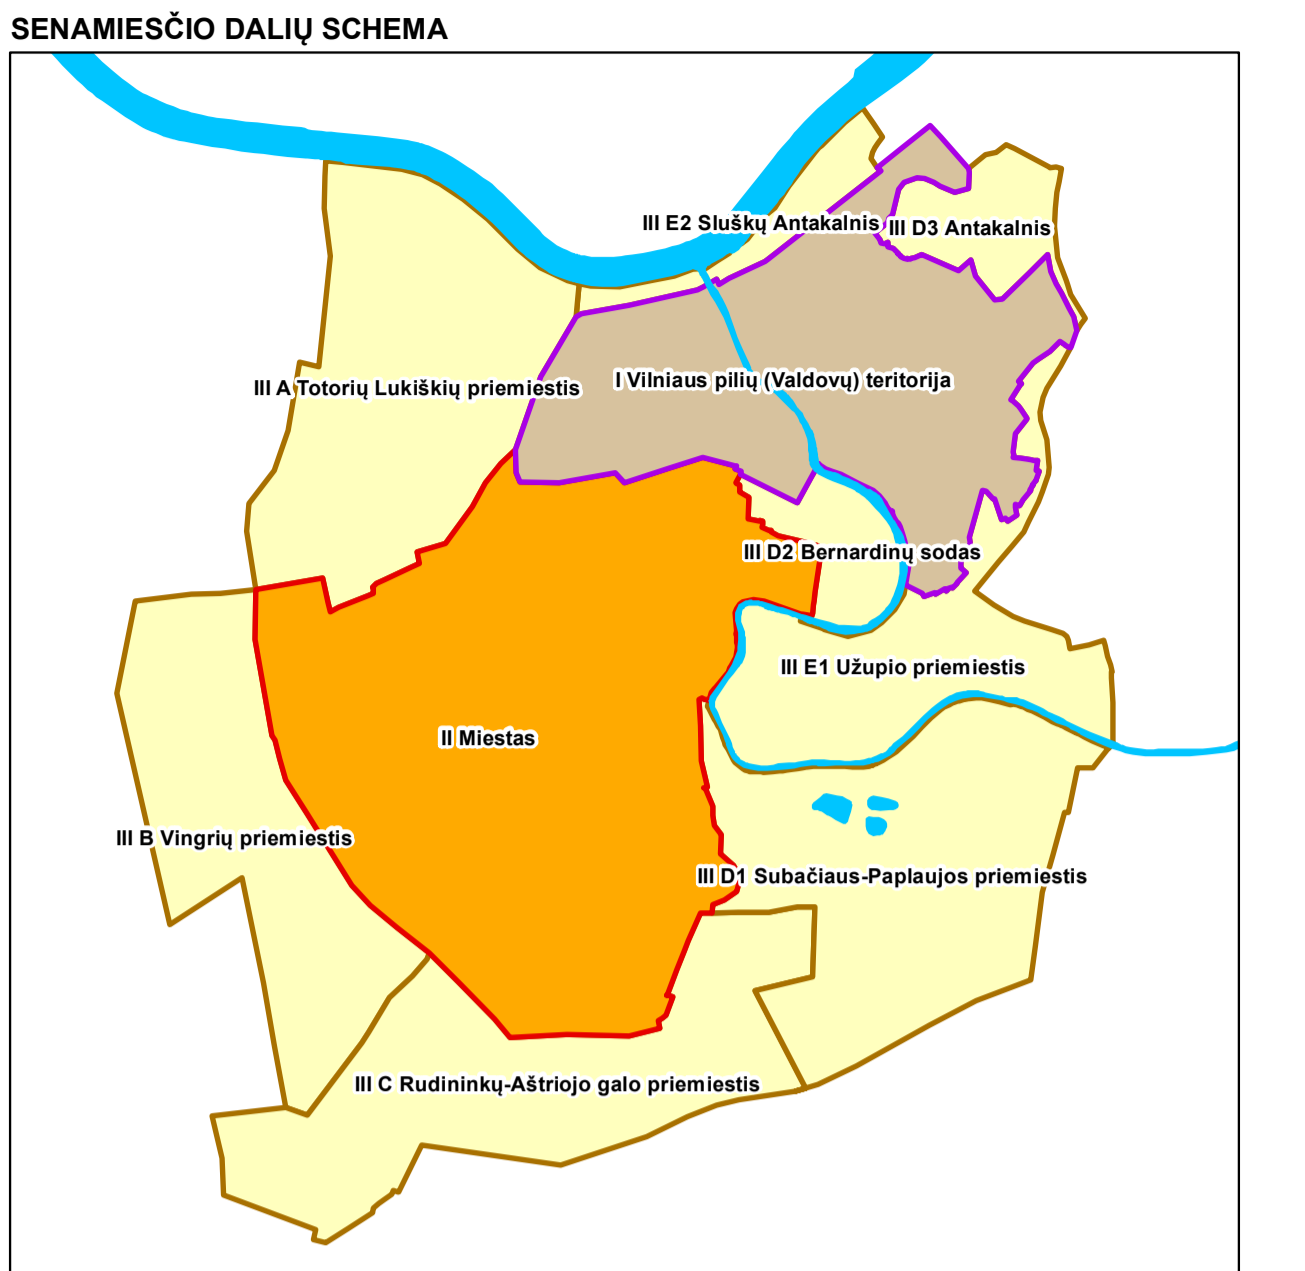 SENAMIESČIO DALIŲ SCHEMA
III E2 Sluškų Antakalnis
III D3 Antakalnis
III A Totorių Lukiškių priemiestis
I Vilniaus pilių (Valdovų) teritorija
III D2 Bernardinų sodas
III E1 Užupio priemiestis
II Miestas
III B Vingrių priemiestis
III D1 Subačiaus-Paplaujos priemiestis
III C Rudininkų-Aštriojo galo priemiestis